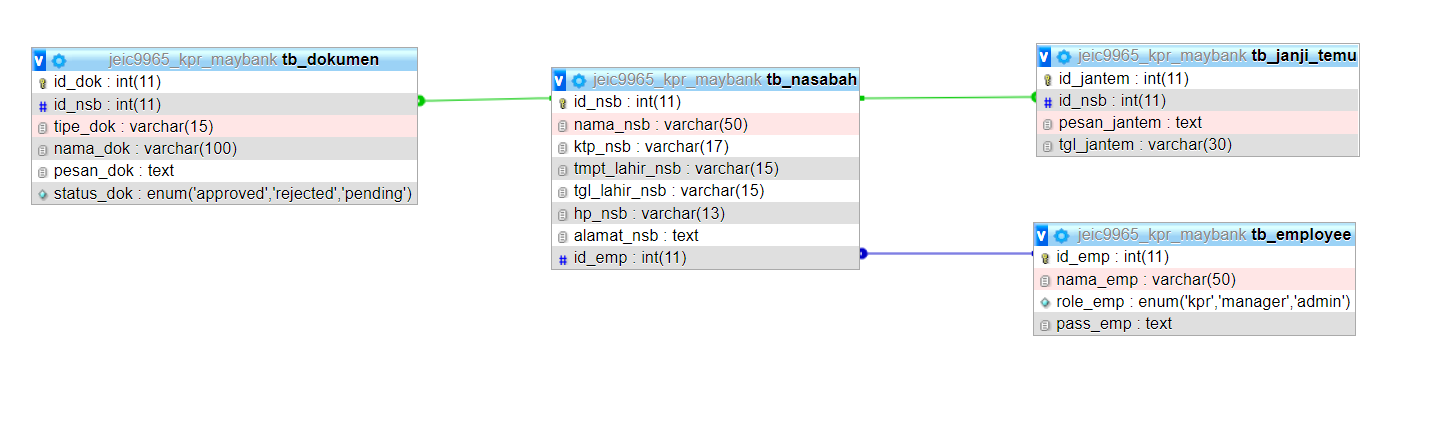 jeic9965_kpr_maybank tb_dokumen
id_dok : int(11)
id_nsb : int(11)
tipe_dok : varchar(15)
nama_dok : varchar(100)
pesan_dok : text
status_dok : enum('approved','rejected','pending')
jeic9965_kpr_maybank tb_nasabah
id_nsb : int(11)
nama_nsb : varchar(50)
ktp_nsb : varchar(17)
tmpt_lahir_nsb : varchar(15)
tgl_lahir_nsb : varchar(15)
hp_nsb : varchar(13)
alamat_nsb : text
id_emp : int(11)
jeic9965_kpr_maybank tb_janji_temu
id_jantem : int(11)
id_nsb : int(11)
pesan_jantem : text
tgl_jantem : varchar(30)
jeic9965_kpr_maybank tb_employee
id_emp : int(11)
nama_emp : varchar(50)
role_emp : enum('kpr','manager','admin')
pass_emp : text